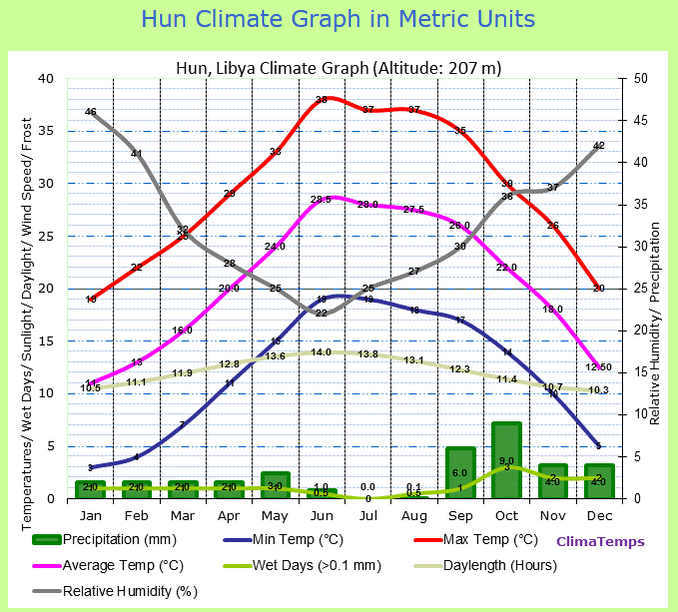 Hun Climate Graph in Metric Units
Hun, Libya Climate Graph (Altitude: 207 m)
Temperatures/ Wet Days/ Sunlight/ Daylight/ Wind Speed/ Frost
40
35
30
25
20
15
10
5
0
Relative Humidity/ Precipitation
50
45
40
35
30
25
20
15
10
5
0
46 41 32 28 25 22 25 27 30 36 37 42
18 22 25 29 33 38 37 37 35 30 26 20
11 13 16.0 20.0 24.0 28.5 28.0 27.5 26.0 22.0 18.0 12.50
3 4 7 11 15 19 19 18 17 14 10 5
10.5 11.1 11.9 12.8 13.6 14.0 13.8 13.1 12.3 11.4 10.7 10.3
2.0 2.0 2.0 2.0 3.0 1.0 0.0 0.1 6.0 9.0 4.0 4.0
0.5 0 0.5 1 3 2 2
Jan Feb Mar Apr May Jun Jul Aug Sep Oct Nov Dec
Precipitation (mm) Min Temp (°C) Max Temp (°C) ClimaTemps
Average Temp (°C) Wet Days (>0.1 mm) Daylength (Hours)
Relative Humidity (%)